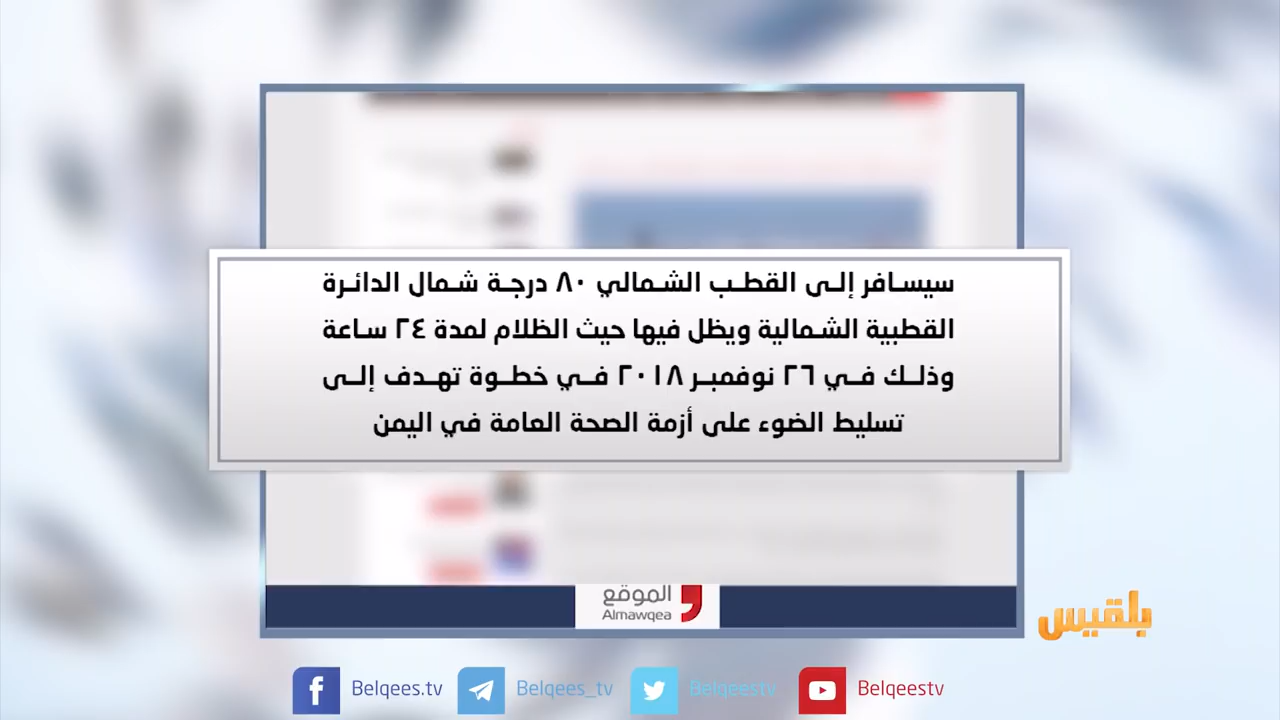 سيسافر إلى القطب الشمالي ٨٠ درجة شمال الدائرة
القطبية الشمالية ويظل فيها حيث الظلام لمدة ٢٤ ساعة
وذلك في ٢٦ نوفمبر ٢٠١٨ في خطوة تهدف إلى
تسليط الضوء على أزمة الصحة العامة في اليمن
الموقع
Almawqea
بلقيس
Belqees.tv Belqees_tv Belqeestv Belqeestv